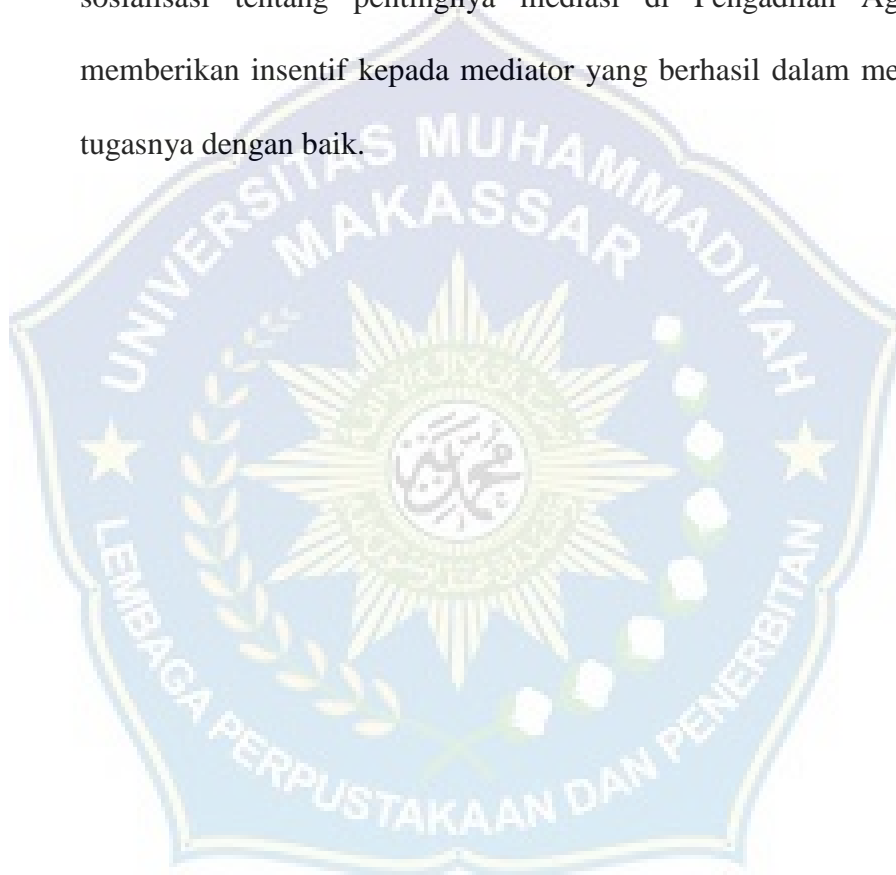 sosialisasi tentang pentingnya mediasi di Pengadilan
memberikan insentif kepada mediator yang berhasil dalam
tugasnya dengan baik.
UNIVERSITAS MUHAMMADIYAH
MAKASSAR
LEMBAGA PERPUSTAKAAN DAN PENERBITAN